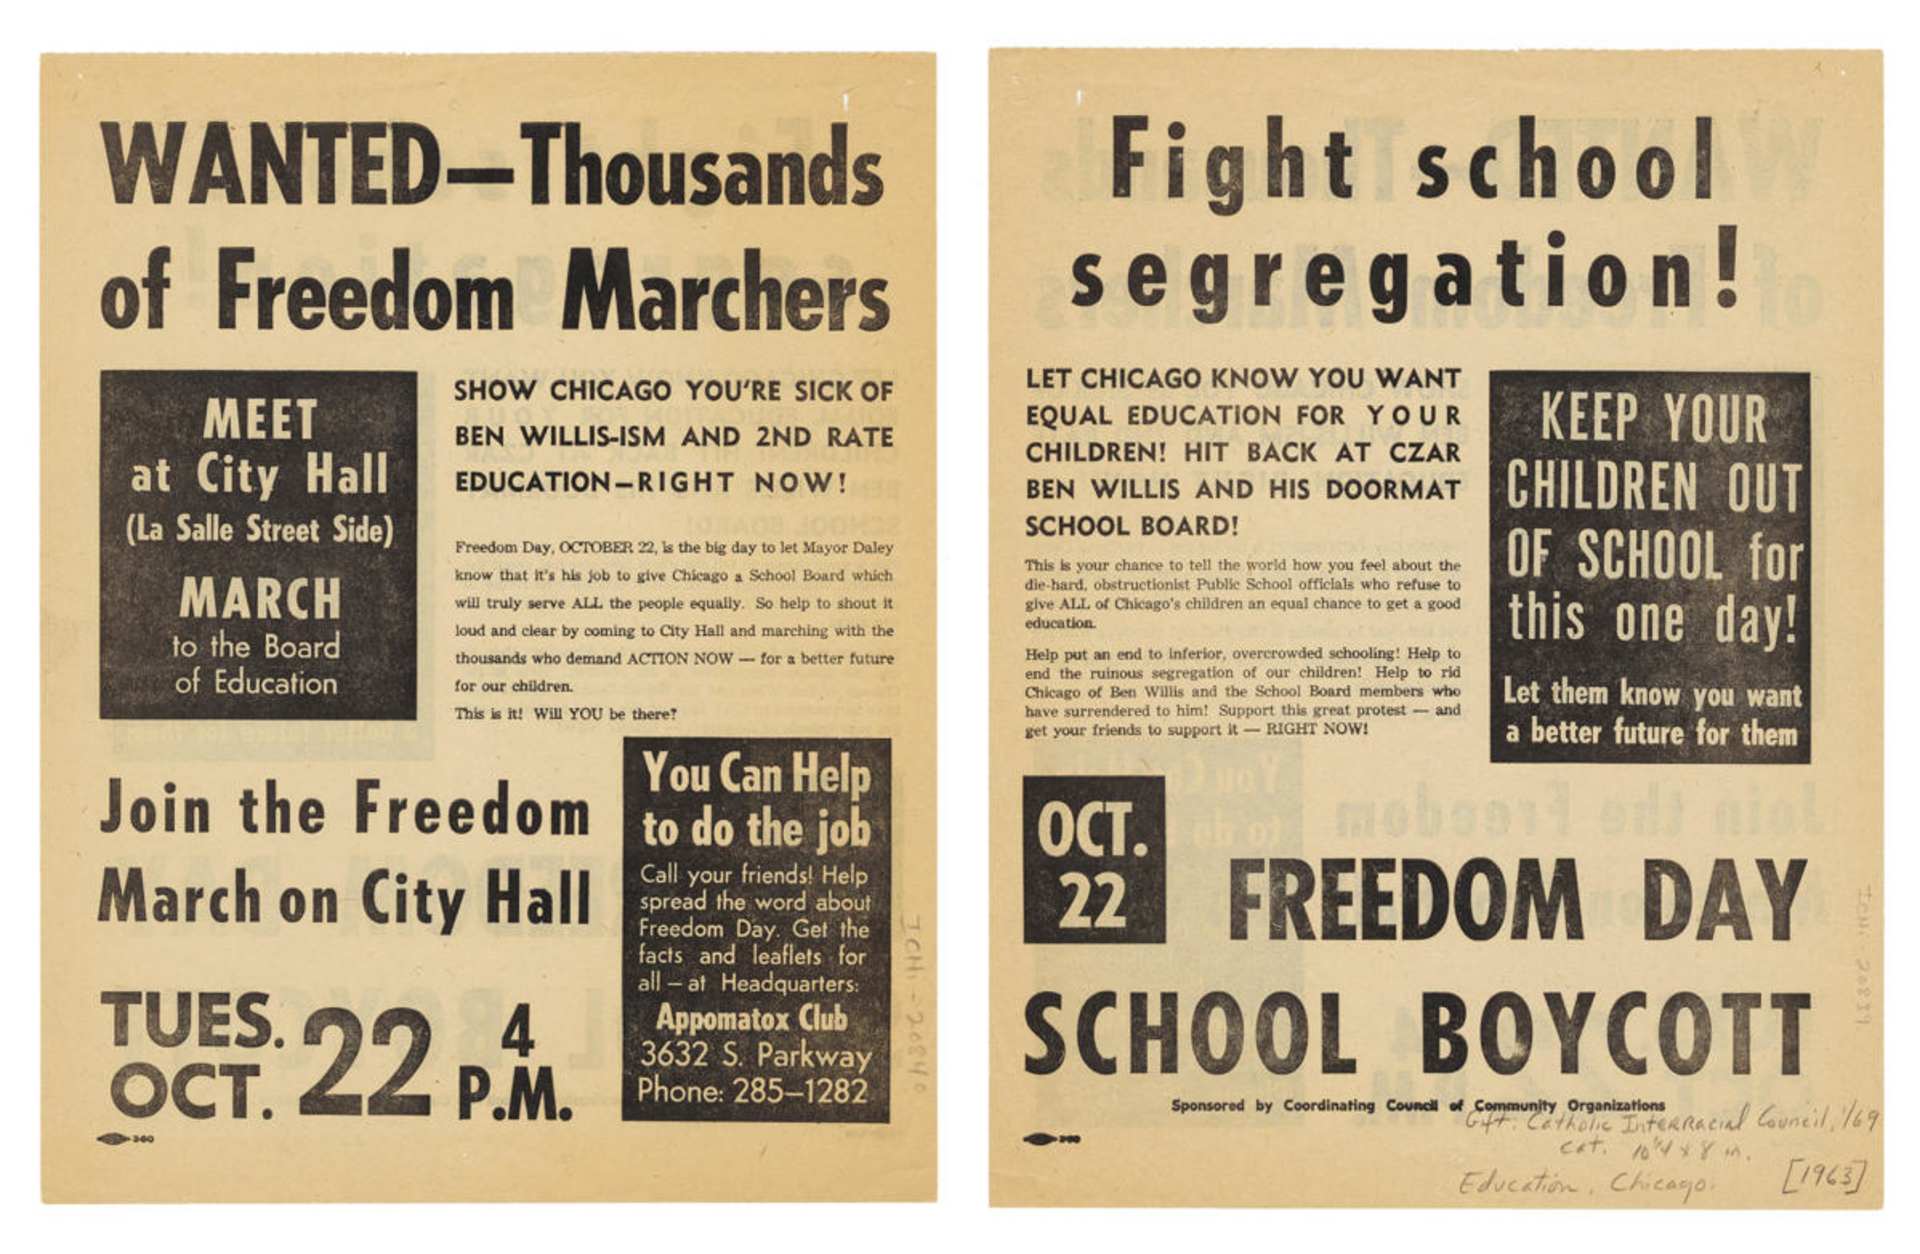 WANTED—Thousands
of Freedom Marchers
MEET
at City Hall
(La Salle Street Side)
MARCH
to the Board
of Education
SHOW CHICAGO YOU'RE SICK OF
BEN WILLIS-ISM AND 2ND RATE
EDUCATION—RIGHT NOW!
Freedom Day, OCTOBER 22, is the big day to let Mayor Daley
know that it's his job to give Chicago a School Board which
will truly serve ALL the people equally. So help to shout it
loud and clear by coming to City Hall and marching with the
thousands who demand ACTION NOW — for a better future
for our children.
This is it! Will YOU be there?
Join the Freedom
March on City Hall
TUES.
OCT. 22
4
P.M.
You Can Help
to do the job
Call your friends! Help
spread the word about
Freedom Day. Get the
facts and leaflets for
all — at Headquarters:
Appomatox Club
3632 S. Parkway
Phone: 285—1282
ICHi-20840
360
Fight school
segregation!
LET CHICAGO KNOW YOU WANT
EQUAL EDUCATION FOR YOUR
CHILDREN! HIT BACK AT CZAR
BEN WILLIS AND HIS DOORMAT
SCHOOL BOARD!
This is your chance to tell the world how you feel about the
die-hard, obstructionist Public School officials who refuse to
give ALL of Chicago's children an equal chance to get a good
education.
Help put an end to inferior, overcrowded schooling! Help to
end the ruinous segregation of our children! Help to rid
Chicago of Ben Willis and the School Board members who
have surrendered to him! Support this great protest — and
get your friends to support it — RIGHT NOW!
KEEP YOUR
CHILDREN OUT
OF SCHOOL for
this one day!
Let them know you want
a better future for them
OCT.
22
FREEDOM DAY
SCHOOL BOYCOTT
Sponsored by Coordinating Council of Community Organizations
360
Gift: Catholic Interracial Council, 1/69
cat. 10 1/4 x 8 in.
Education, Chicago.
[1963]
ICHi-20839